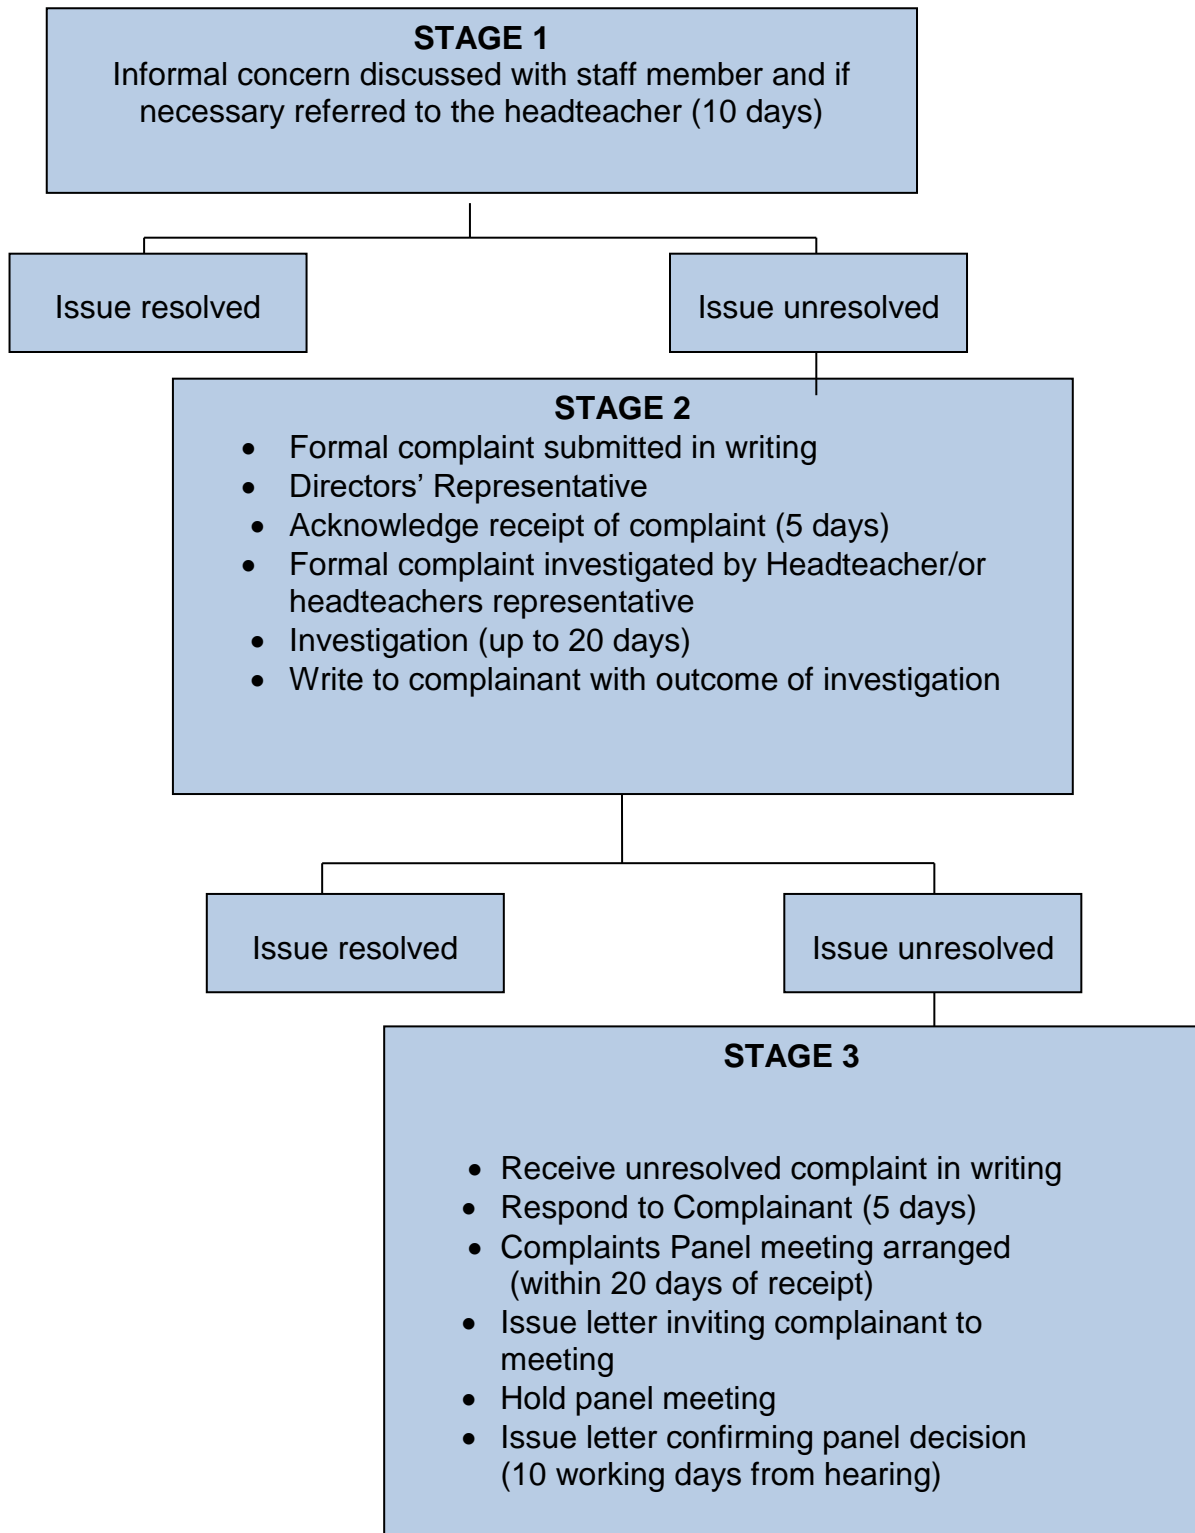 STAGE 1
Informal concern discussed with staff member and if
necessary referred to the headteacher (10 days)
Issue resolved
Issue unresolved
STAGE 2
• Formal complaint submitted in writing
• Directors’ Representative
• Acknowledge receipt of complaint (5 days)
• Formal complaint investigated by Headteacher/or
headteachers representative
• Investigation (up to 20 days)
• Write to complainant with outcome of investigation
Issue resolved
Issue unresolved
STAGE 3
• Receive unresolved complaint in writing
• Respond to Complainant (5 days)
• Complaints Panel meeting arranged
(within 20 days of receipt)
• Issue letter inviting complainant to
meeting
• Hold panel meeting
• Issue letter confirming panel decision
(10 working days from hearing)